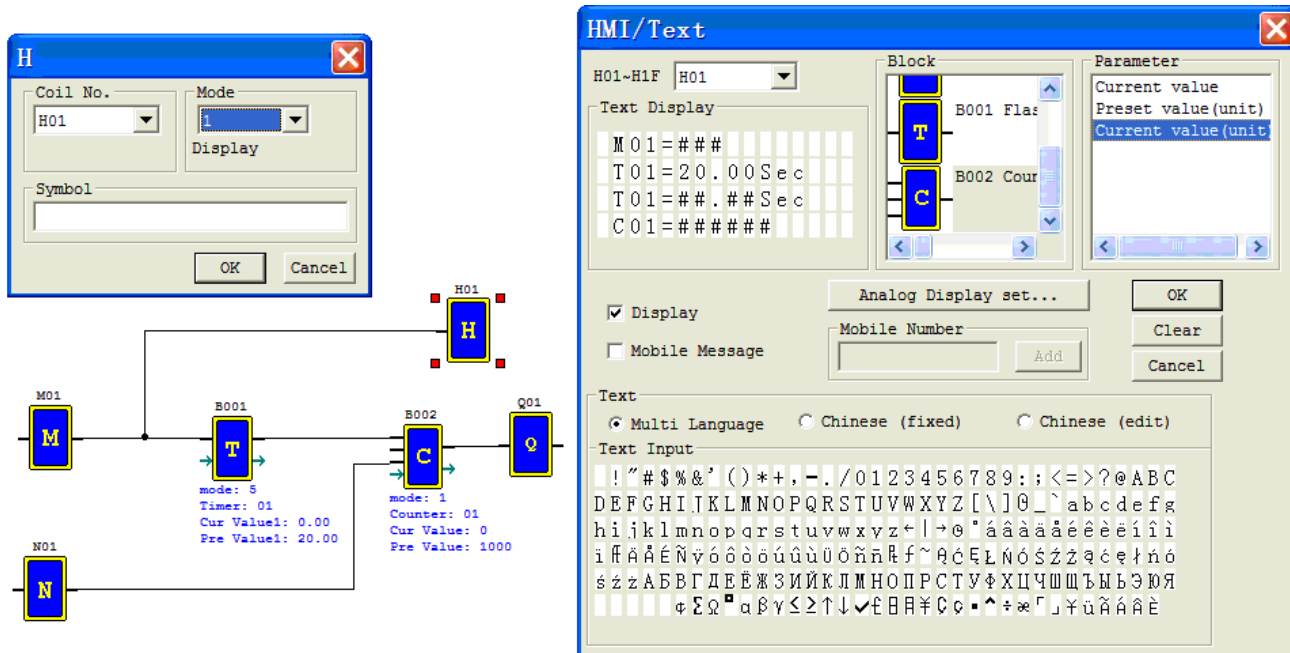 H
Coil No.
H01
Mode
1
Display
Symbol
OK
Cancel
H01
H
M01
M
B001
T
mode: 5
Timer: 01
Cur Value1: 0.00
Pre Value1: 20.00
B002
C
mode: 1
Counter: 01
Cur Value: 0
Pre Value: 1000
Q01
Q
N01
N
HMI/Text
H01~H1F
H01
Text Display
M01=###
T01=20.00Sec
T01=##.##Sec
C01=######
Block
T
B001 Flas
C
B002 Cour
Parameter
Current value
Preset value(unit)
Current value(unit
Display
Mobile Message
Analog Display set...
Mobile Number
Add
OK
Clear
Cancel
Text
Multi Language
Chinese (fixed)
Chinese (edit)
Text Input
!"#$%&'()*+,-./0123456789:;<=>?@ABC
DEFGHIJKLMNOPQRSTUVWXYZ[\]θ_`abcdefg